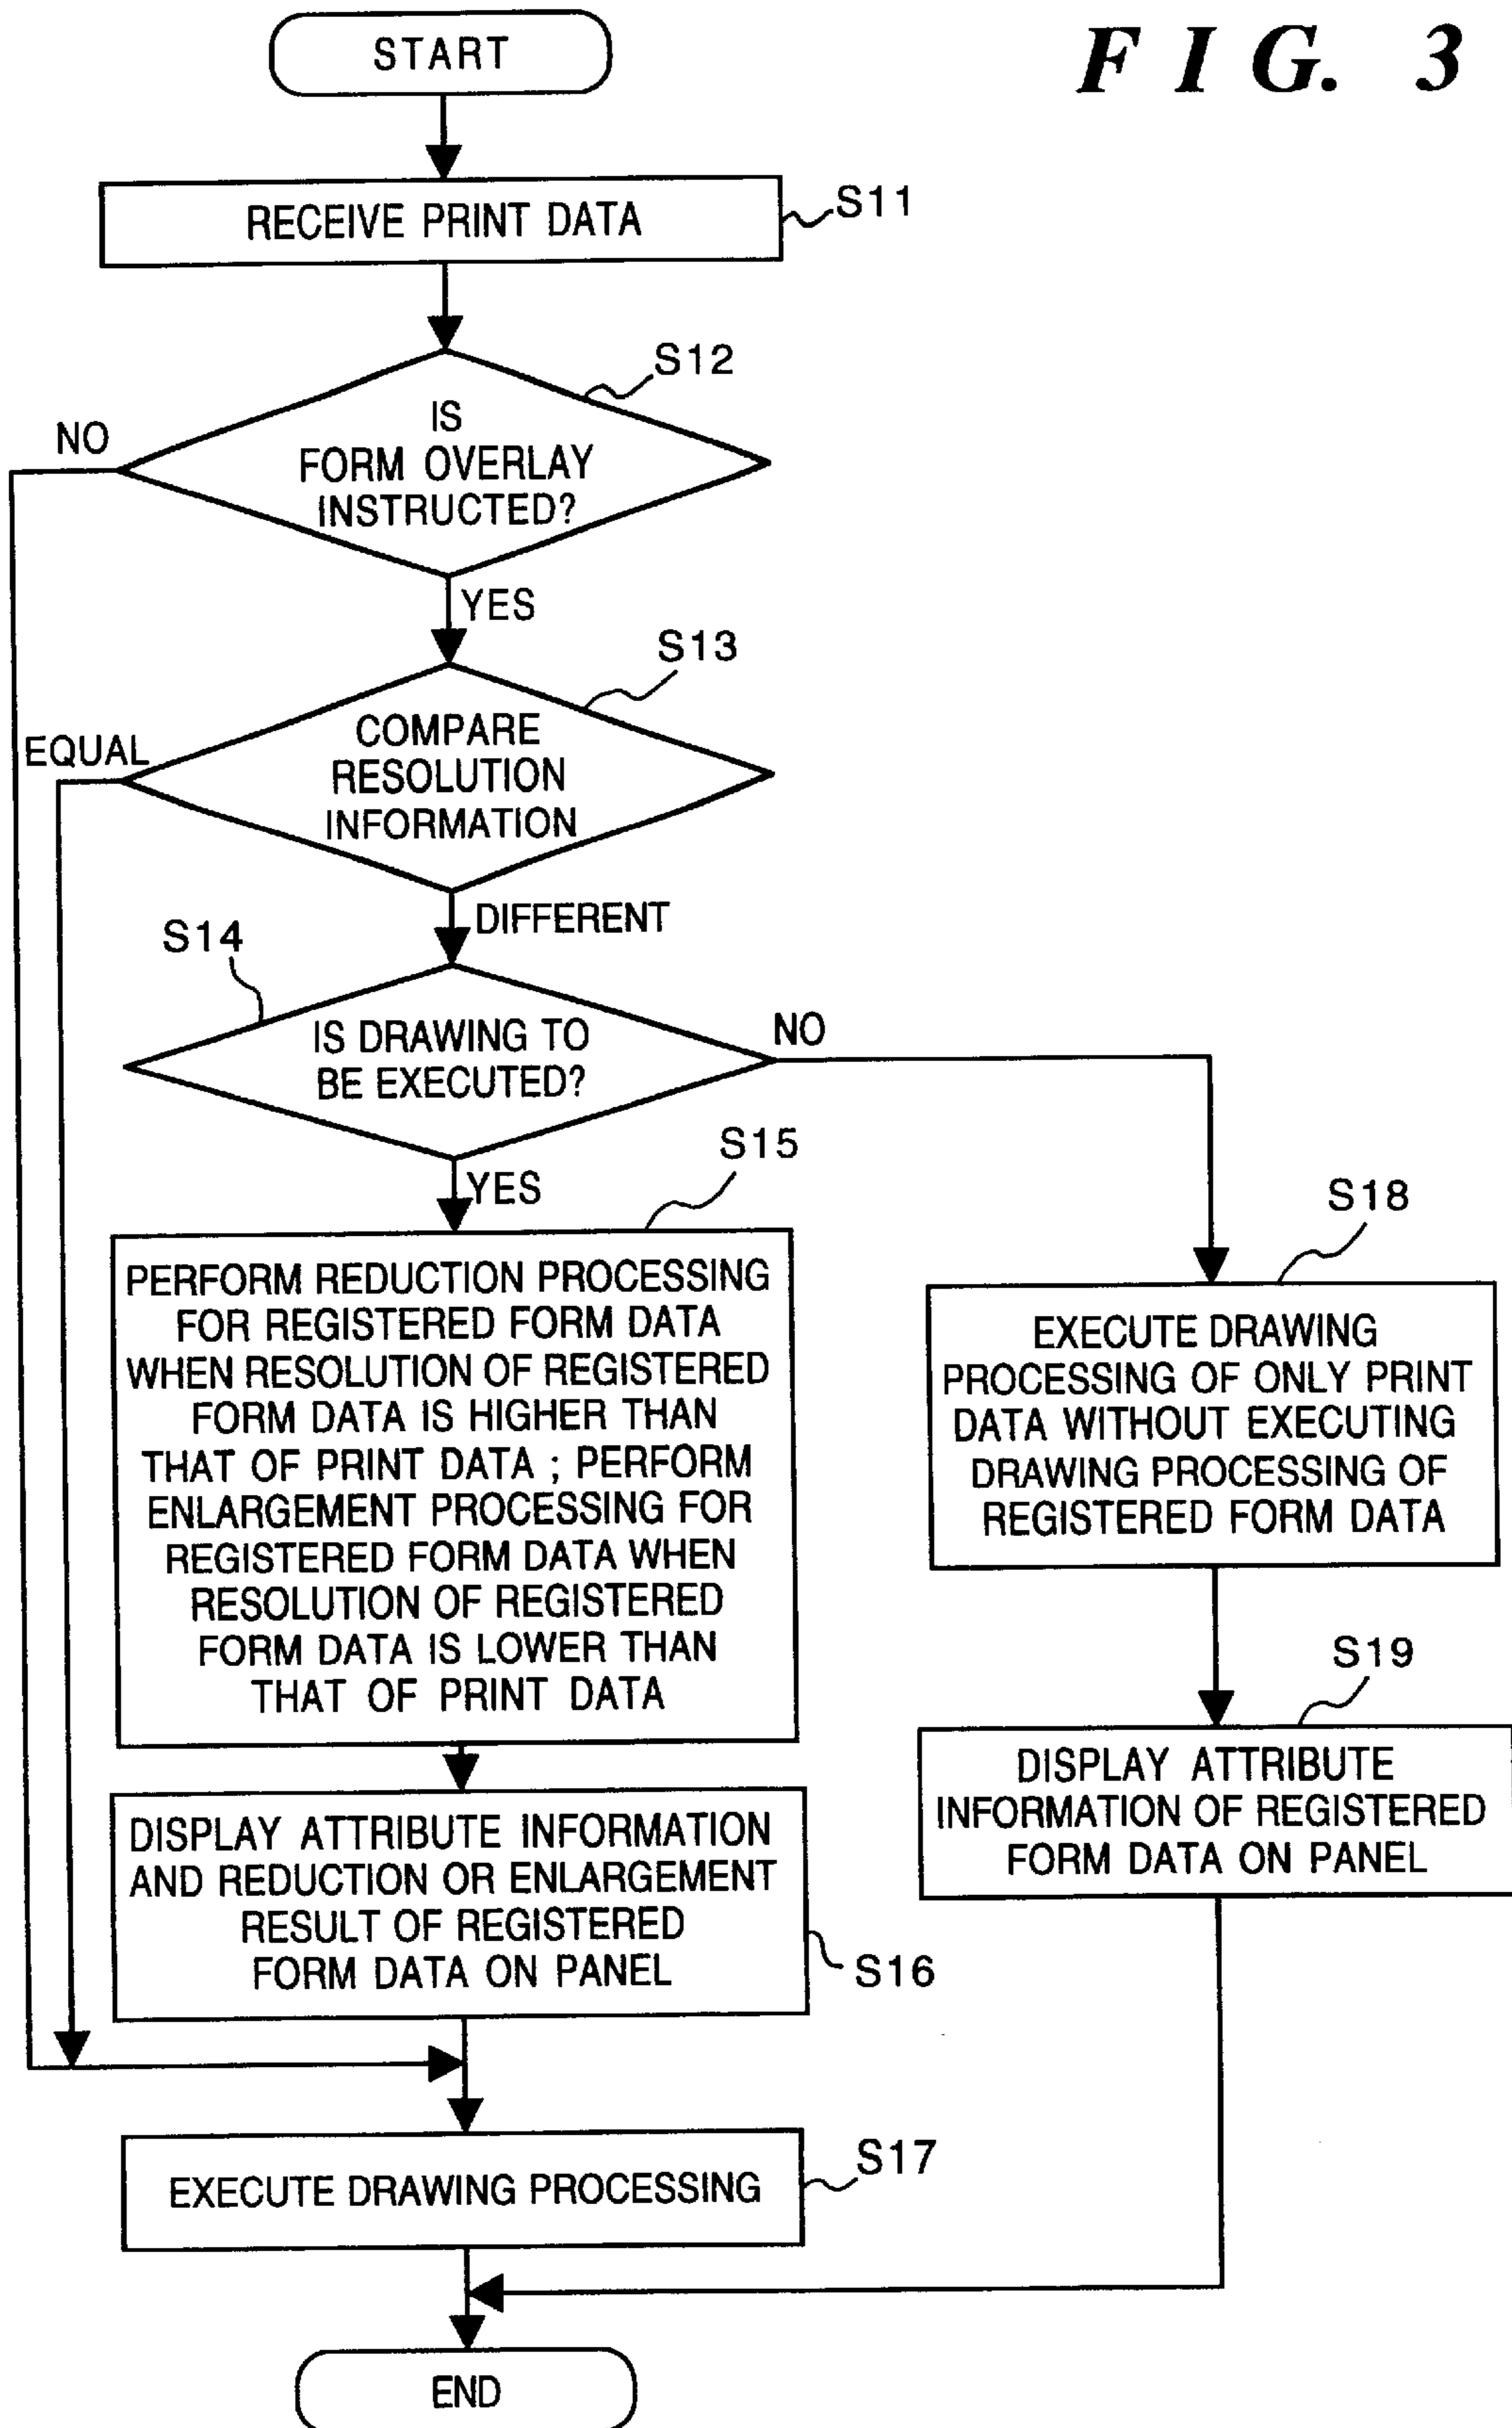 FIG. 3
START
RECEIVE PRINT DATA
S11
S12
IS
FORM OVERLAY
INSTRUCTED?
NO
YES
S13
COMPARE
RESOLUTION
INFORMATION
EQUAL
DIFFERENT
S14
IS DRAWING TO
BE EXECUTED?
NO
YES
S15
PERFORM REDUCTION PROCESSING
FOR REGISTERED FORM DATA
WHEN RESOLUTION OF REGISTERED
FORM DATA IS HIGHER THAN
THAT OF PRINT DATA ; PERFORM
ENLARGEMENT PROCESSING FOR
REGISTERED FORM DATA WHEN
RESOLUTION OF REGISTERED
FORM DATA IS LOWER THAN
THAT OF PRINT DATA
S18
EXECUTE DRAWING
PROCESSING OF ONLY PRINT
DATA WITHOUT EXECUTING
DRAWING PROCESSING OF
REGISTERED FORM DATA
DISPLAY ATTRIBUTE INFORMATION
AND REDUCTION OR ENLARGEMENT
RESULT OF REGISTERED
FORM DATA ON PANEL
S16
S19
DISPLAY ATTRIBUTE
INFORMATION OF REGISTERED
FORM DATA ON PANEL
EXECUTE DRAWING PROCESSING
S17
END